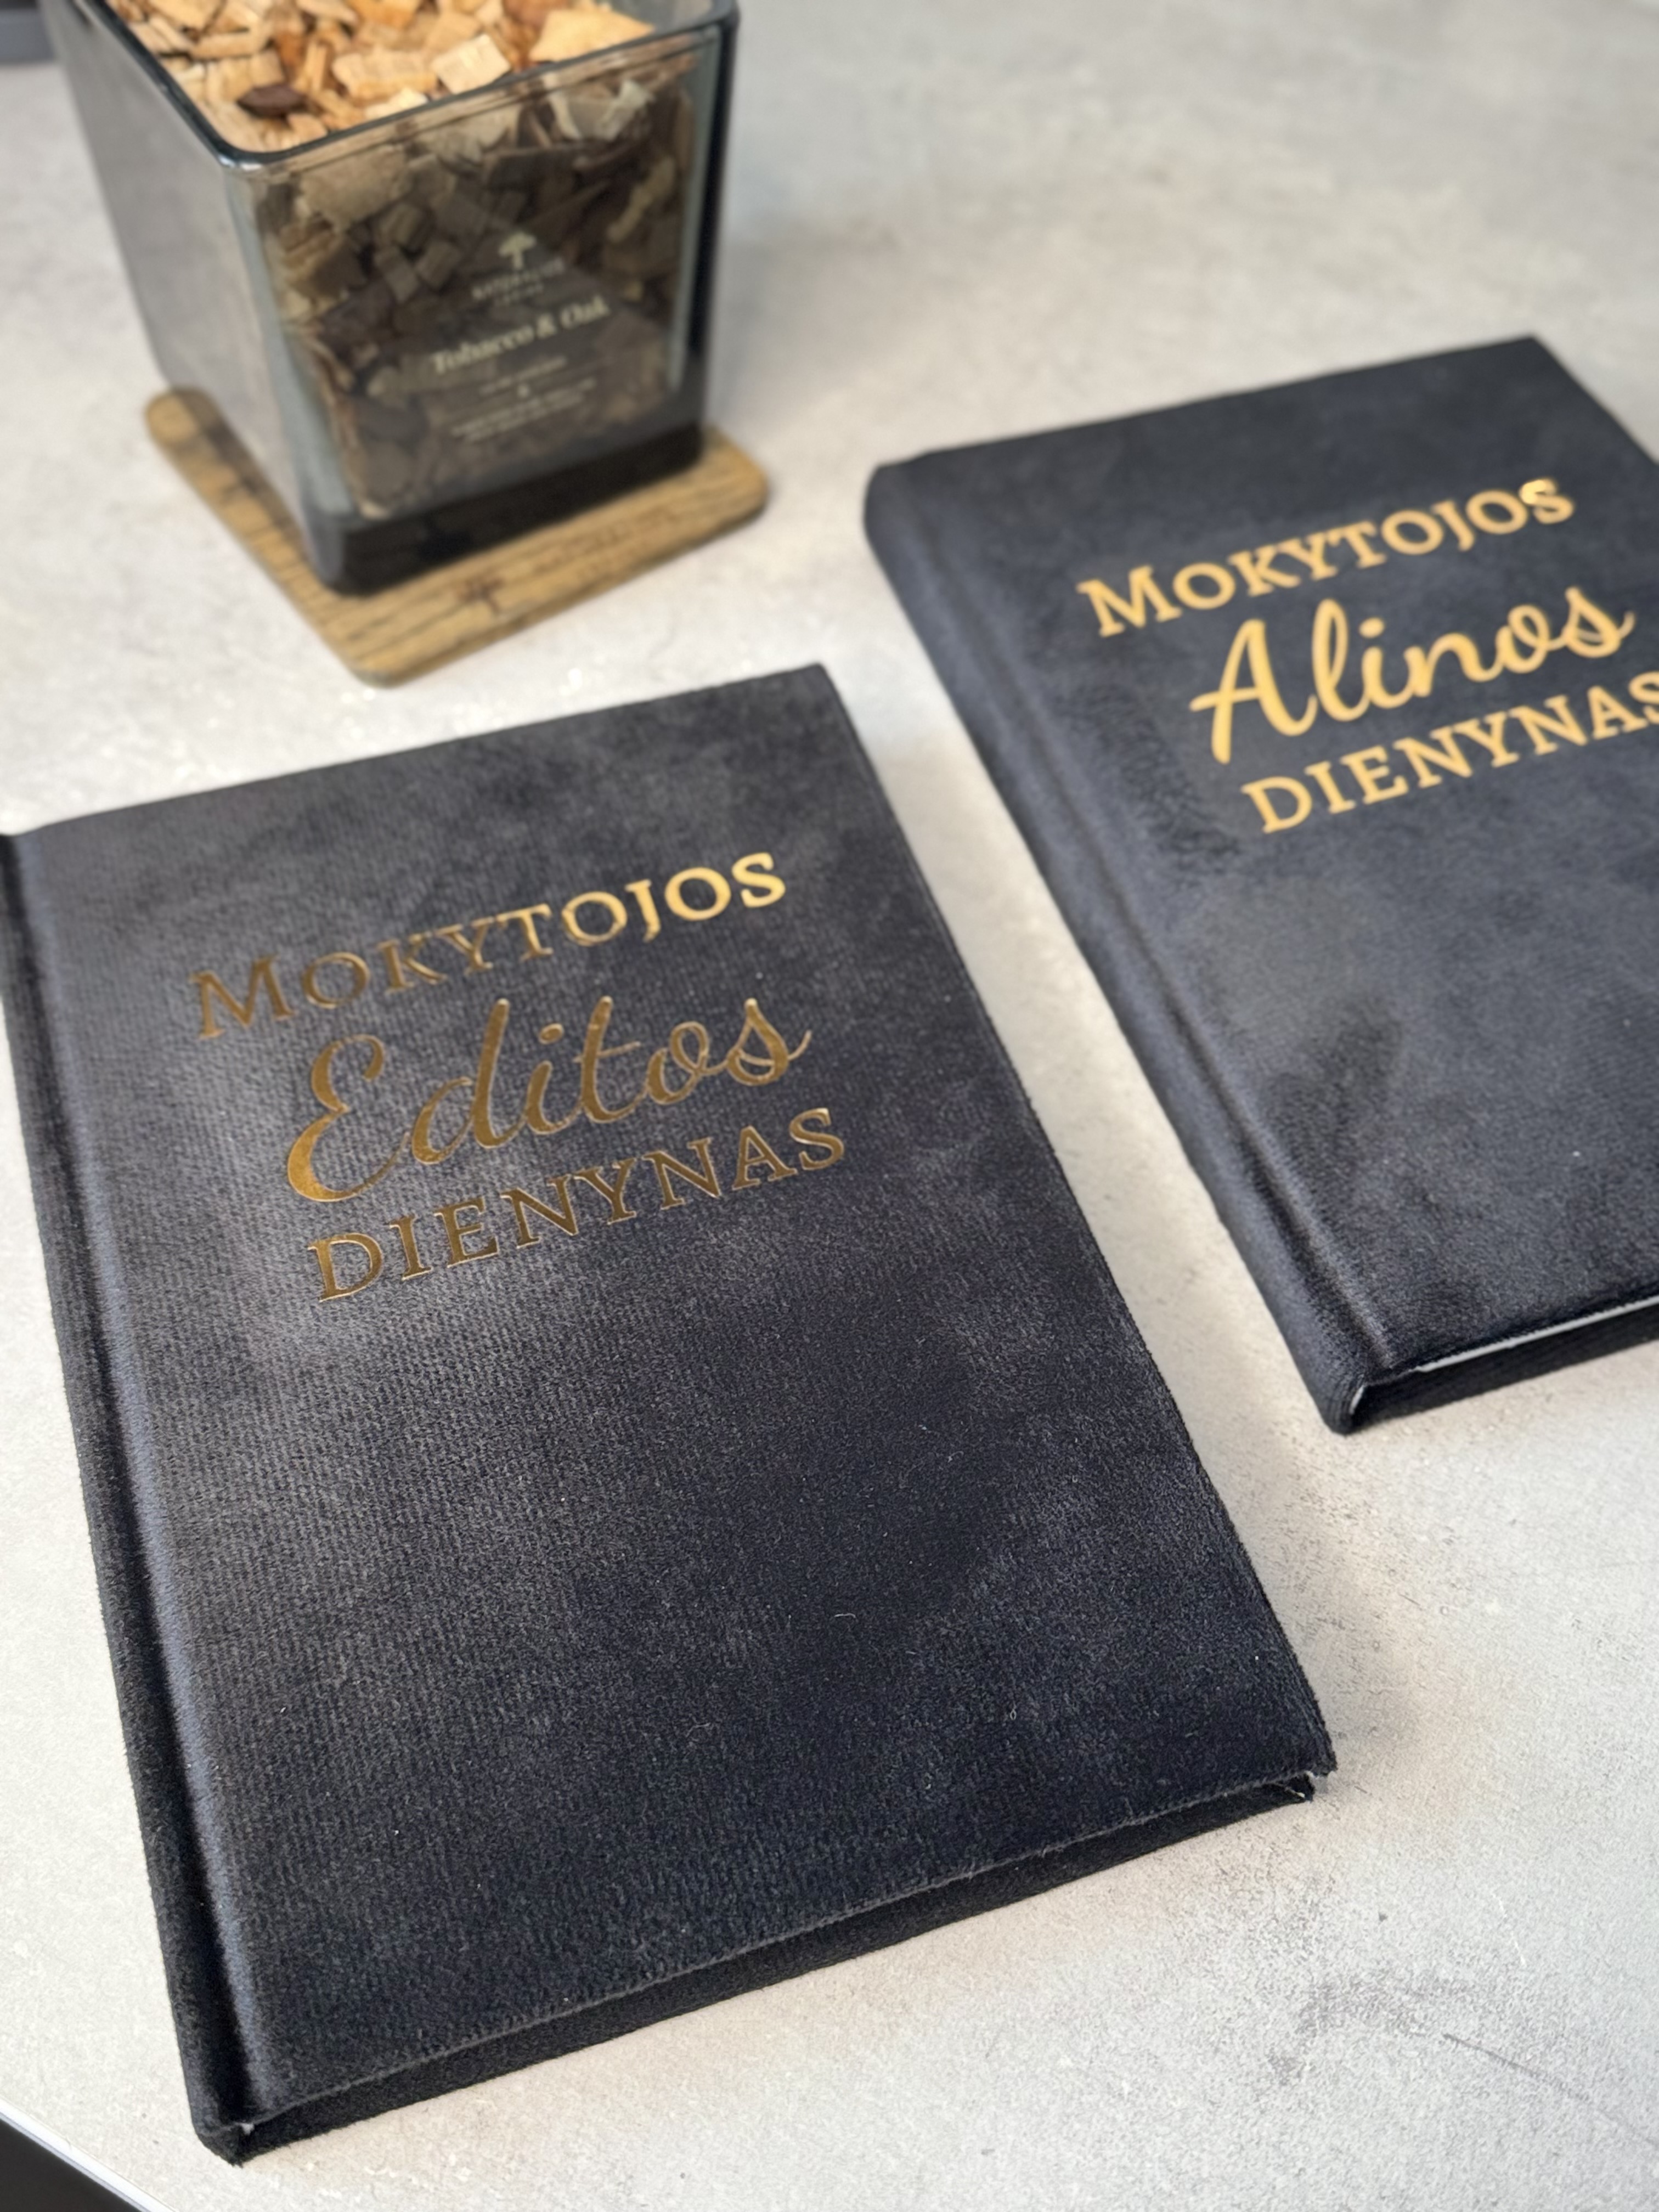 Tobacco & Oak
MOKYTOJOS
Alinos
DIENYNAS
MOKYTOJOS
Editos
DIENYNAS